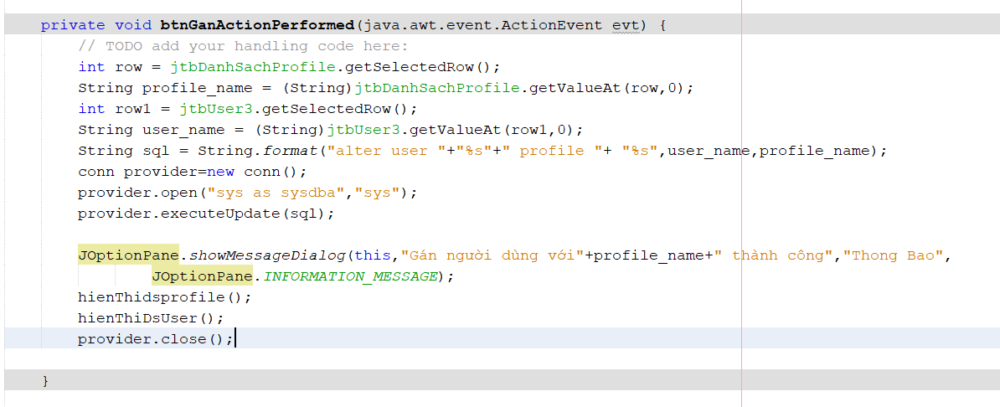 private void btnGanActionPerformed(java.awt.event.ActionEvent evt) {
// TODO add your handling code here:
int row = jtbDanhSachProfile.getSelectedRow();
String profile_name = (String)jtbDanhSachProfile.getValueAt(row,0);
int row1 = jtbUser3.getSelectedRow();
String user_name = (String)jtbUser3.getValueAt(row1,0);
String sql = String.format("alter user "+"%s"+" profile "+ "%s",user_name,profile_name);
conn provider=new conn();
provider.open("sys as sysdba","sys");
provider.executeUpdate(sql);
JOptionPane.showMessageDialog(this,"Gán người dùng với"+profile_name+" thành công","Thong Bao",
JOptionPane.INFORMATION_MESSAGE);
hienThidsprofile();
hienThiDsUser();
provider.close();
}